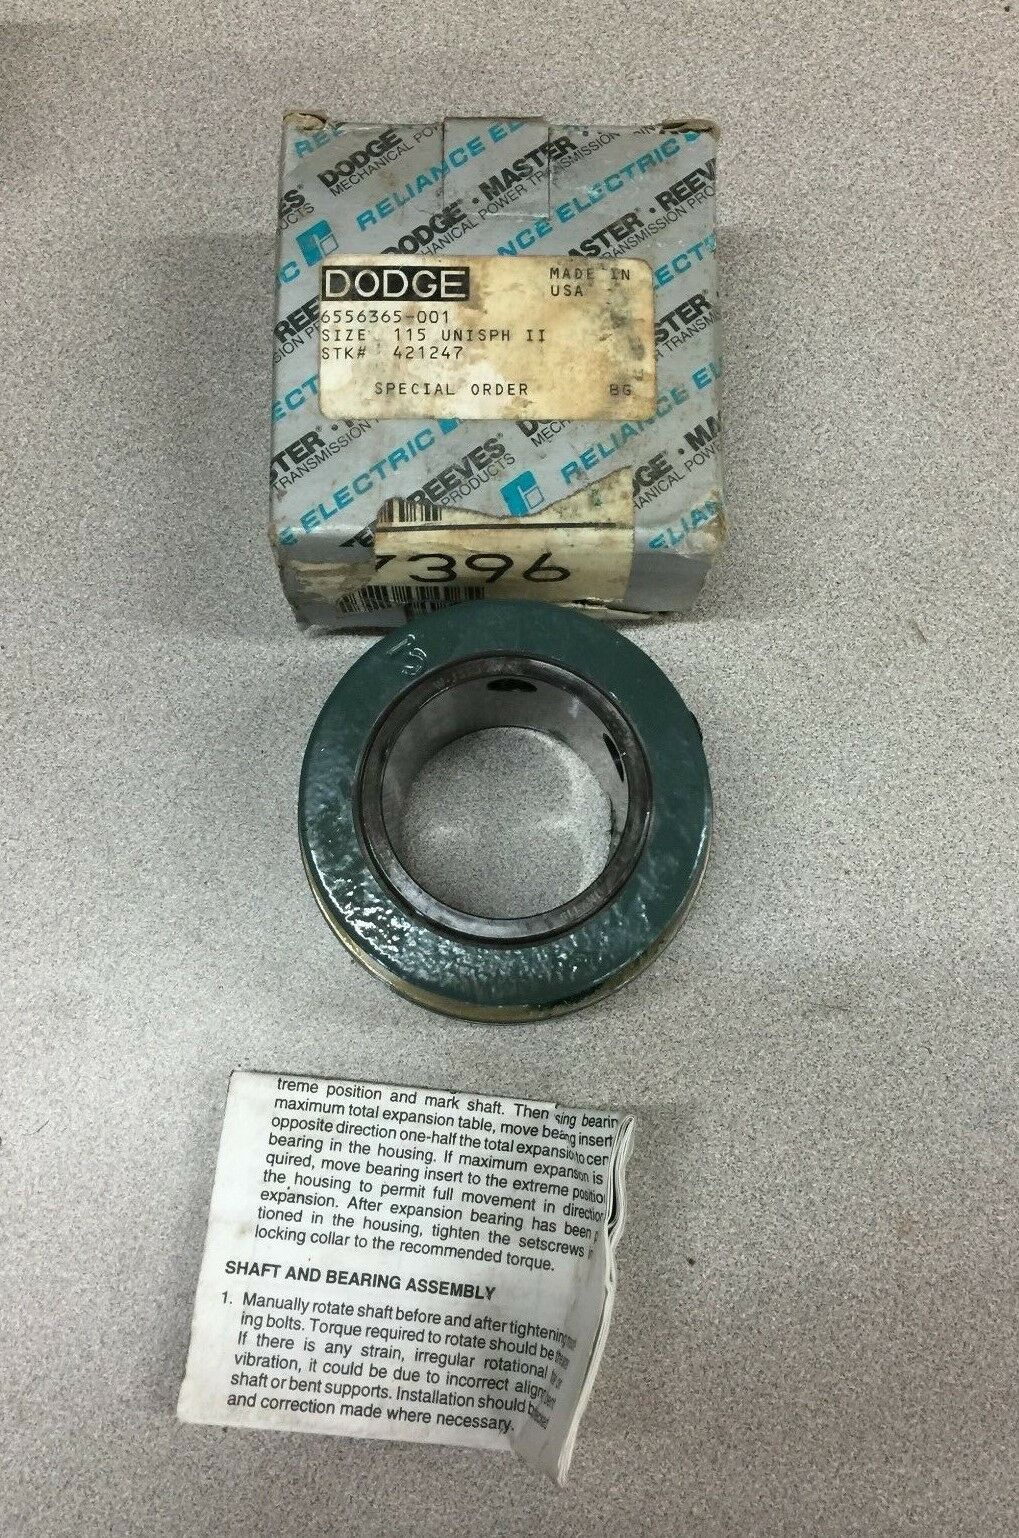 DODGE
MADE IN
USA
6556365-001
SIZE 115 UNISPH II
STK# 421247
SPECIAL ORDER BG
RELIANCE ELECTRIC
DODGE · MASTER · REEVES
MECHANICAL POWER TRANSMISSION PRODUCTS
396
treme position and mark shaft. Then
maximum total expansion table, move bearing insert
opposite direction one-half the total expansion to cen
bearing in the housing. If maximum expansion is
quired, move bearing insert to the extreme position
the housing to permit full movement in direction
expansion. After expansion bearing has been
tioned in the housing, tighten the setscrews
locking collar to the recommended torque.
SHAFT AND BEARING ASSEMBLY
1. Manually rotate shaft before and after tightening
ing bolts. Torque required to rotate should be
If there is any strain, irregular rotational
vibration, it could be due to incorrect
shaft or bent supports. Installation should
and correction made where necessary.